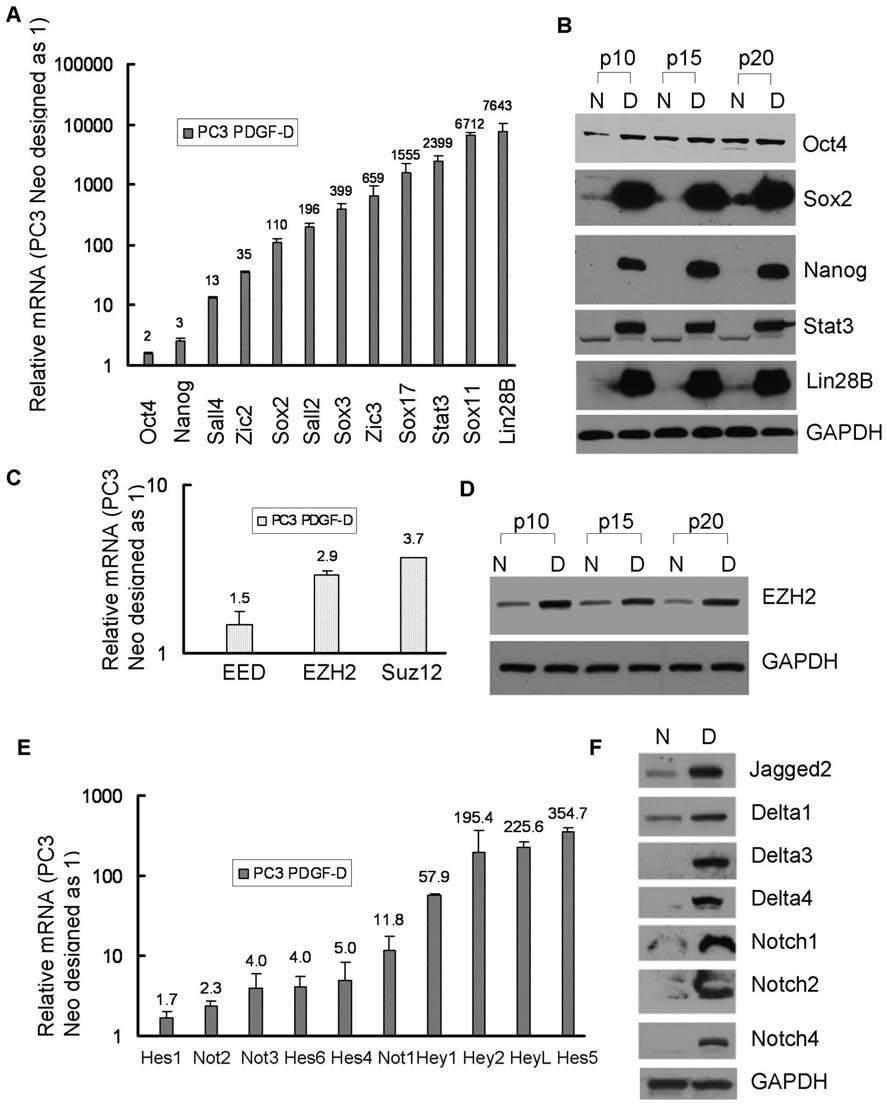 A
Relative mRNA (PC3 Neo designed as 1)
100000
10000
1000
100
10
1
PC3 PDGF-D
2
3
13
35
110
196
399
659
1555
2399
6712
7643
Oct4
Nanog
Sall4
Zic2
Sox2
Sall2
Sox3
Zic3
Sox17
Stat3
Sox11
Lin28B
B
p10 p15 p20
N D N D N D
Oct4
Sox2
Nanog
Stat3
Lin28B
GAPDH
C
Relative mRNA (PC3
Neo designed as 1)
10
1
PC3 PDGF-D
1.5
2.9
3.7
EED EZH2 Suz12
D
p10 p15 p20
N D N D N D
EZH2
GAPDH
E
Relative mRNA (PC3
Neo designed as 1)
1000
100
10
1
PC3 PDGF-D
1.7
2.3
4.0
4.0
5.0
11.8
57.9
195.4
225.6
354.7
Hes1 Not2 Not3 Hes6 Hes4 Not1 Hey1 Hey2 HeyL Hes5
F
N D
Jagged2
Delta1
Delta3
Delta4
Notch1
Notch2
Notch4
GAPDH